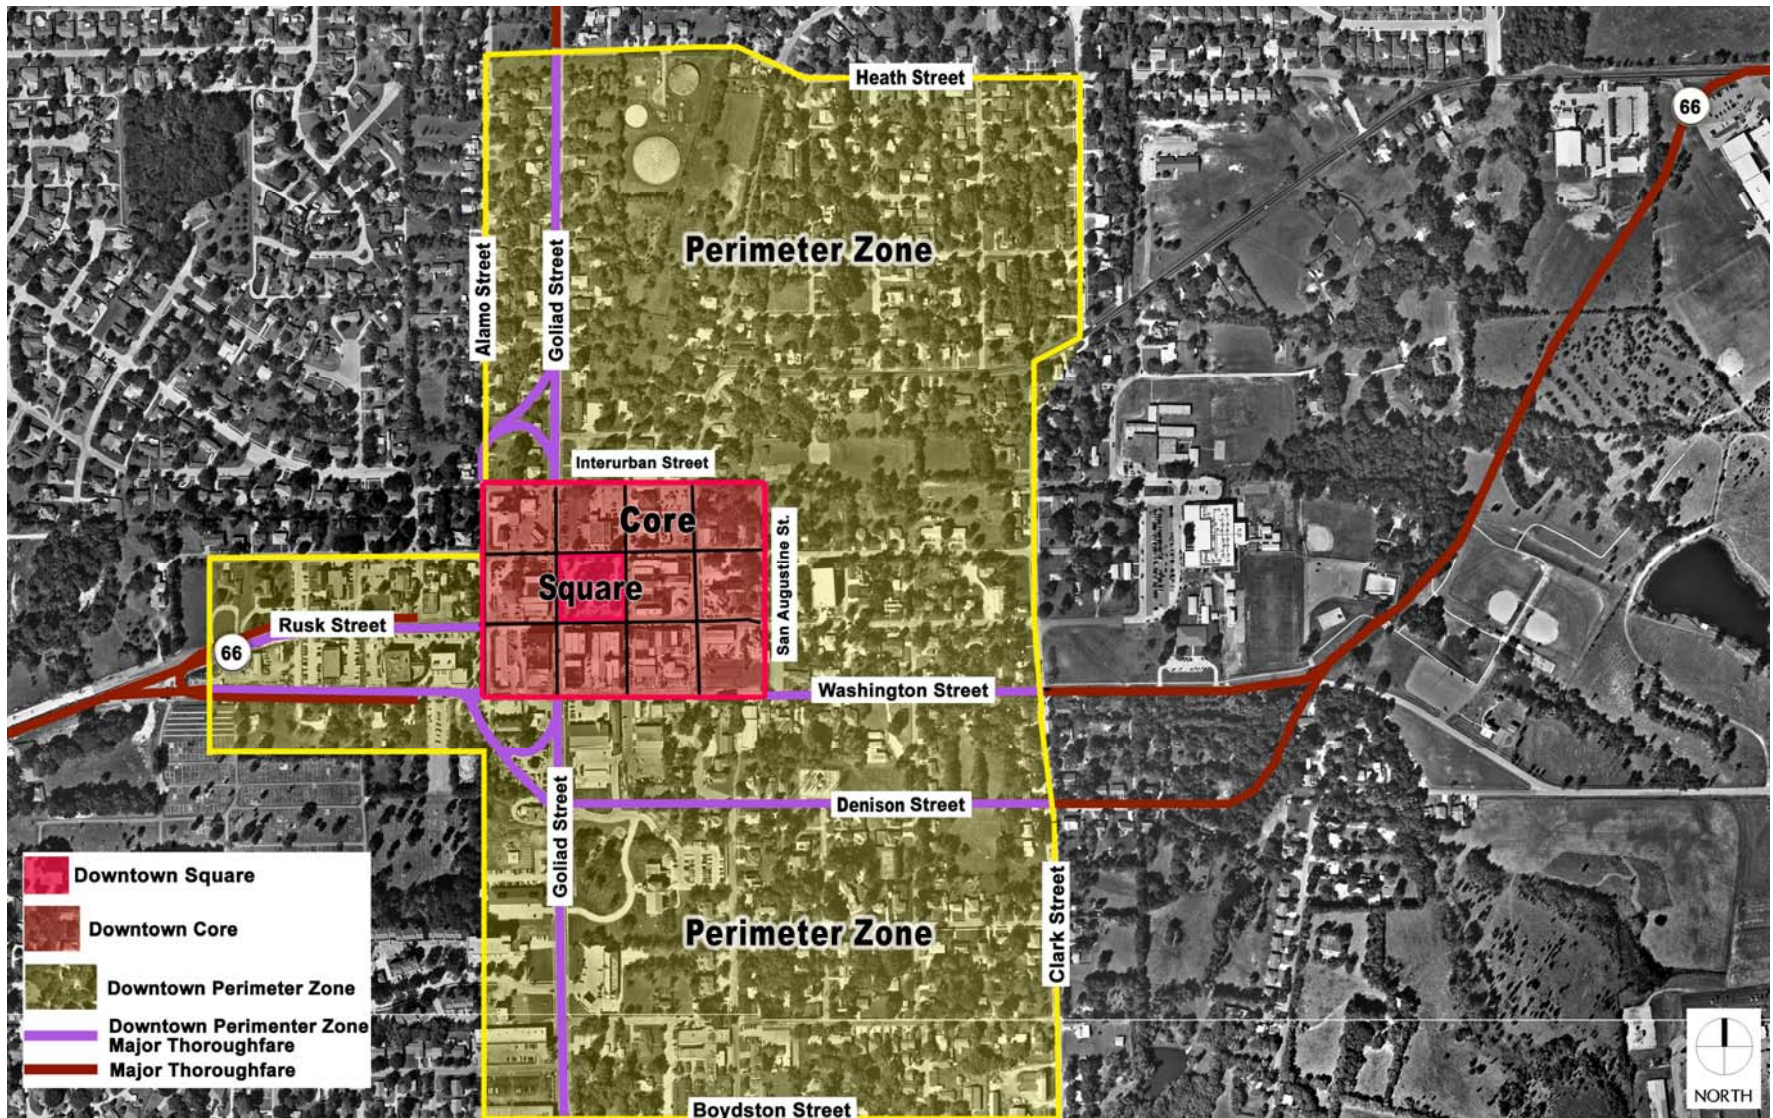 Heath Street
66
Perimeter Zone
Alamo Street
Goliad Street
Interurban Street
Core
Square
San Augustine St.
Rusk Street
66
Washington Street
Denison Street
Goliad Street
Clark Street
Perimeter Zone
Boydston Street
Downtown Square
Downtown Core
Downtown Perimeter Zone
Downtown Perimenter Zone
Major Thoroughfare
Major Thoroughfare
NORTH